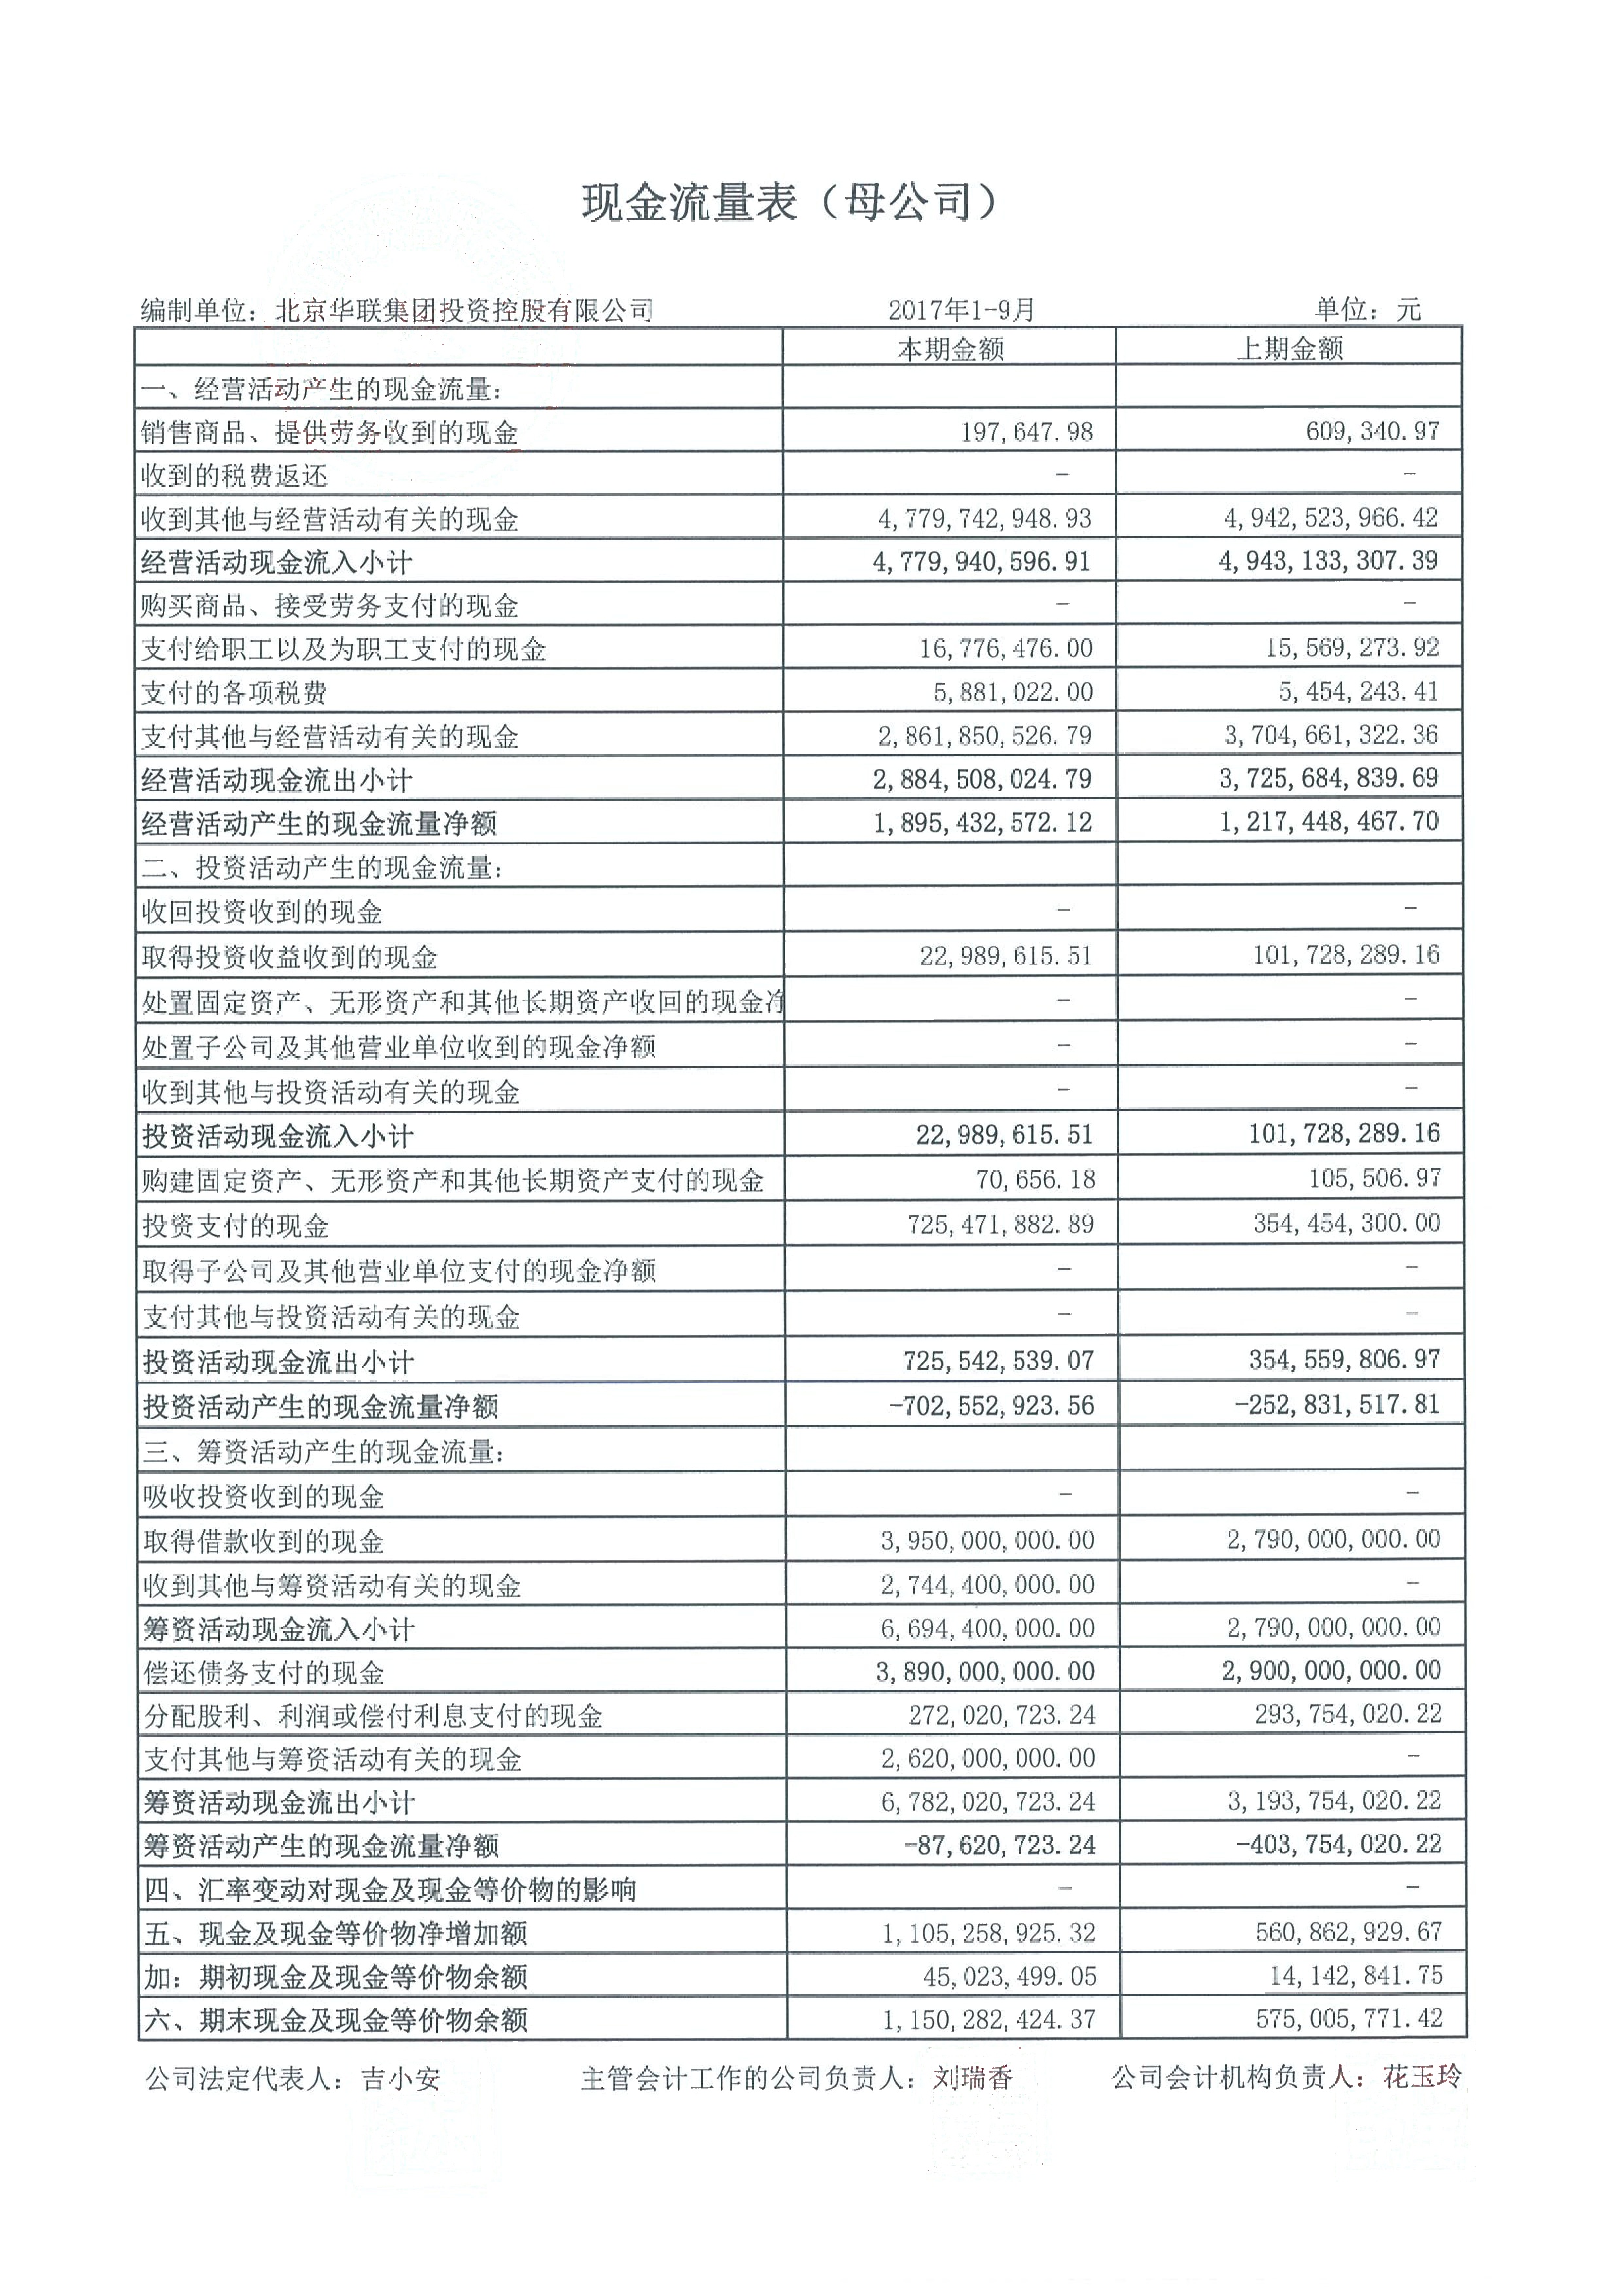 现金流量表（母公司）
编制单位：北京华联集团投资控股有限公司 2017年1-9月 单位：元
本期金额 上期金额
一、经营活动产生的现金流量：
销售商品、提供劳务收到的现金 197,647.98 609,340.97
收到的税费返还 - -
收到其他与经营活动有关的现金 4,779,742,948.93 4,942,523,966.42
经营活动现金流入小计 4,779,940,596.91 4,943,133,307.39
购买商品、接受劳务支付的现金 - -
支付给职工以及为职工支付的现金 16,776,476.00 15,569,273.92
支付的各项税费 5,881,022.00 5,454,243.41
支付其他与经营活动有关的现金 2,861,850,526.79 3,704,661,322.36
经营活动现金流出小计 2,884,508,024.79 3,725,684,839.69
经营活动产生的现金流量净额 1,895,432,572.12 1,217,448,467.70
二、投资活动产生的现金流量：
收回投资收到的现金 - -
取得投资收益收到的现金 22,989,615.51 101,728,289.16
处置固定资产、无形资产和其他长期资产收回的现金净 - -
处置子公司及其他营业单位收到的现金净额 - -
收到其他与投资活动有关的现金 - -
投资活动现金流入小计 22,989,615.51 101,728,289.16
购建固定资产、无形资产和其他长期资产支付的现金 70,656.18 105,506.97
投资支付的现金 725,471,882.89 354,454,300.00
取得子公司及其他营业单位支付的现金净额 - -
支付其他与投资活动有关的现金 - -
投资活动现金流出小计 725,542,539.07 354,559,806.97
投资活动产生的现金流量净额 -702,552,923.56 -252,831,517.81
三、筹资活动产生的现金流量：
吸收投资收到的现金 - -
取得借款收到的现金 3,950,000,000.00 2,790,000,000.00
收到其他与筹资活动有关的现金 2,744,400,000.00 -
筹资活动现金流入小计 6,694,400,000.00 2,790,000,000.00
偿还债务支付的现金 3,890,000,000.00 2,900,000,000.00
分配股利、利润或偿付利息支付的现金 272,020,723.24 293,754,020.22
支付其他与筹资活动有关的现金 2,620,000,000.00 -
筹资活动现金流出小计 6,782,020,723.24 3,193,754,020.22
筹资活动产生的现金流量净额 -87,620,723.24 -403,754,020.22
四、汇率变动对现金及现金等价物的影响 - -
五、现金及现金等价物净增加额 1,105,258,925.32 560,862,929.67
加：期初现金及现金等价物余额 45,023,499.05 14,142,841.75
六、期末现金及现金等价物余额 1,150,282,424.37 575,005,771.42
公司法定代表人：吉小安 主管会计工作的公司负责人：刘瑞香 公司会计机构负责人：花玉玲